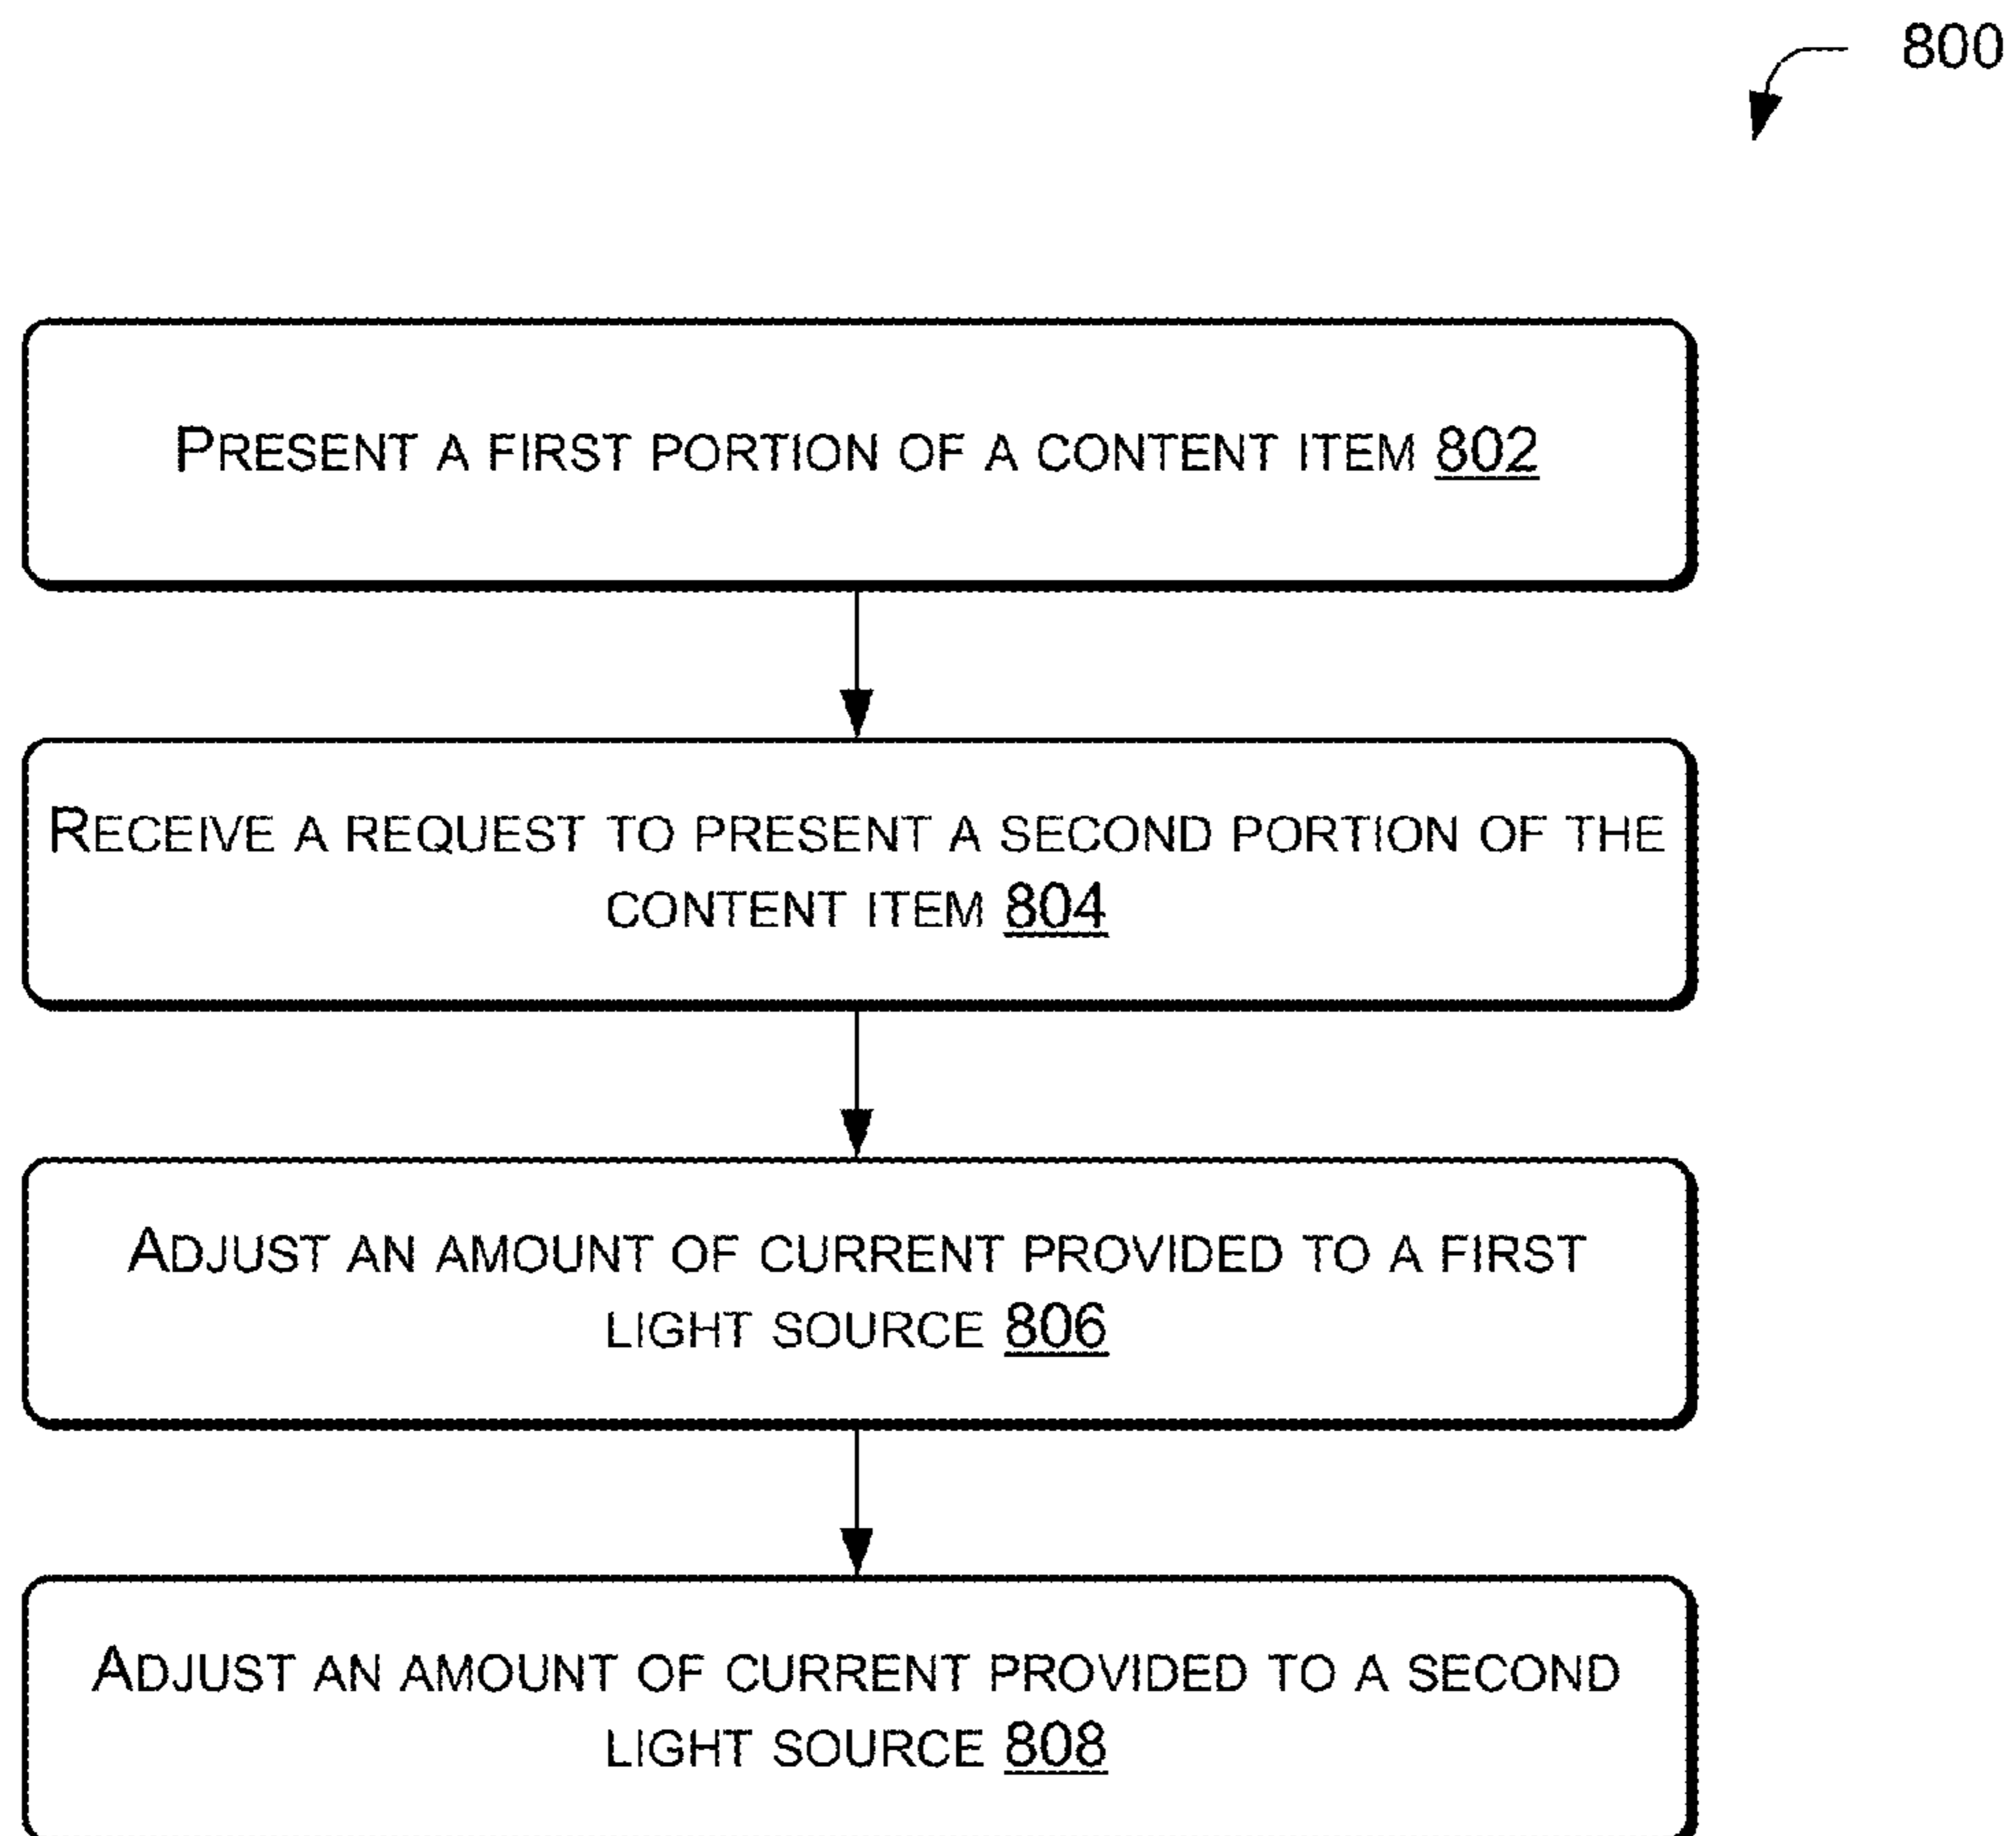 800
PRESENT A FIRST PORTION OF A CONTENT ITEM 802
RECEIVE A REQUEST TO PRESENT A SECOND PORTION OF THE
CONTENT ITEM 804
ADJUST AN AMOUNT OF CURRENT PROVIDED TO A FIRST
LIGHT SOURCE 806
ADJUST AN AMOUNT OF CURRENT PROVIDED TO A SECOND
LIGHT SOURCE 808